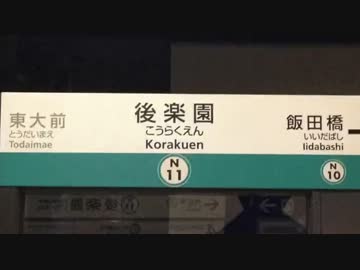 東大前
とうだいまえ
Todaimae
後楽園
こうらくえん
Korakuen
N
11
飯田橋
いいだばし
Iidabashi
N
10